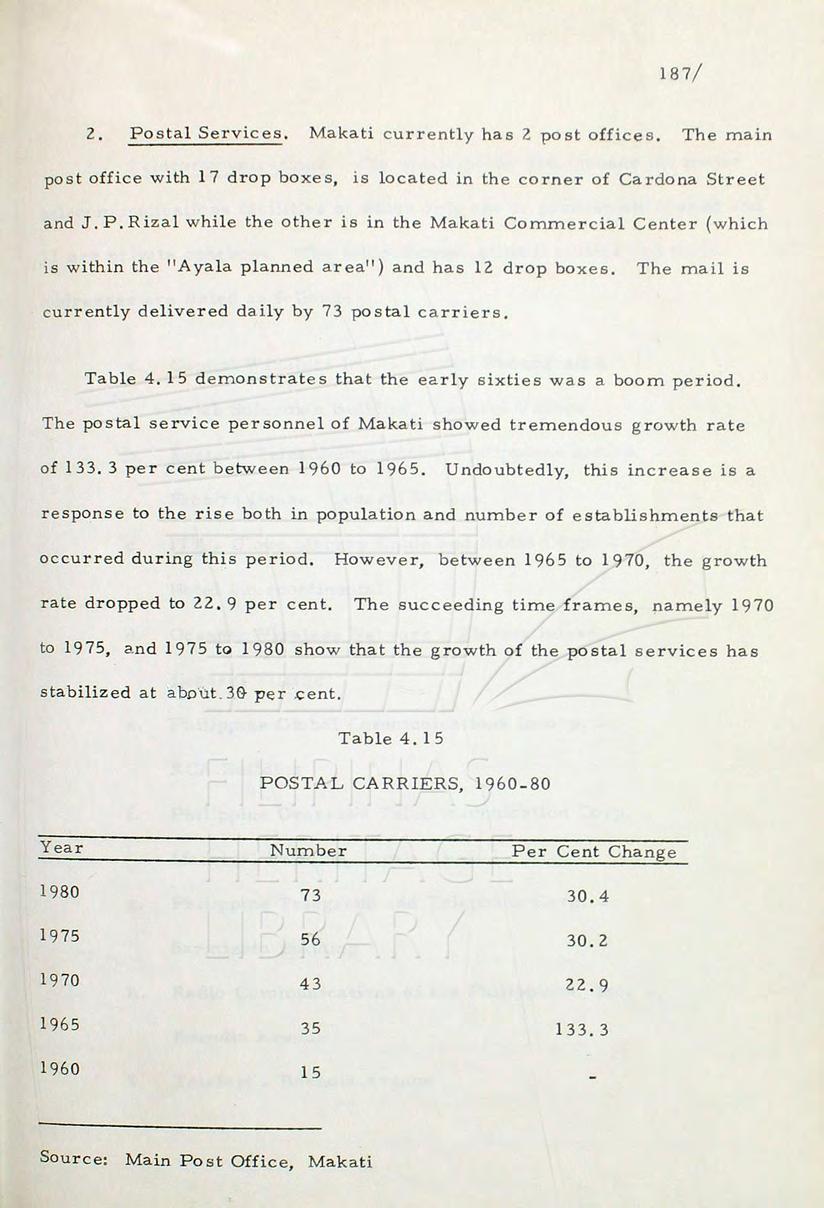 187/
2. Postal Services. Makati currently has 2 post offices. The main
post office with 17 drop boxes, is located in the corner of Cardona Street
and J.P.Rizal while the other is in the Makati Commercial Center (which
is within the "Ayala planned area") and has 12 drop boxes. The mail is
currently delivered daily by 73 postal carriers.
Table 4.15 demonstrates that the early sixties was a boom period.
The postal service personnel of Makati showed tremendous growth rate
of 133.3 per cent between 1960 to 1965. Undoubtedly, this increase is a
response to the rise both in population and number of establishments that
occurred during this period. However, between 1965 to 1970, the growth
rate dropped to 22.9 per cent. The succeeding time frames, namely 1970
to 1975, and 1975 to 1980 show that the growth of the postal services has
stabilized at about 30 per cent.
Table 4.15
POSTAL CARRIERS, 1960-80
Year Number Per Cent Change
1980 73 30.4
1975 56 30.2
1970 43 22.9
1965 35 133.3
1960 15 -
Source: Main Post Office, Makati
FILIPINAS
HERITAGE
LIBRARY